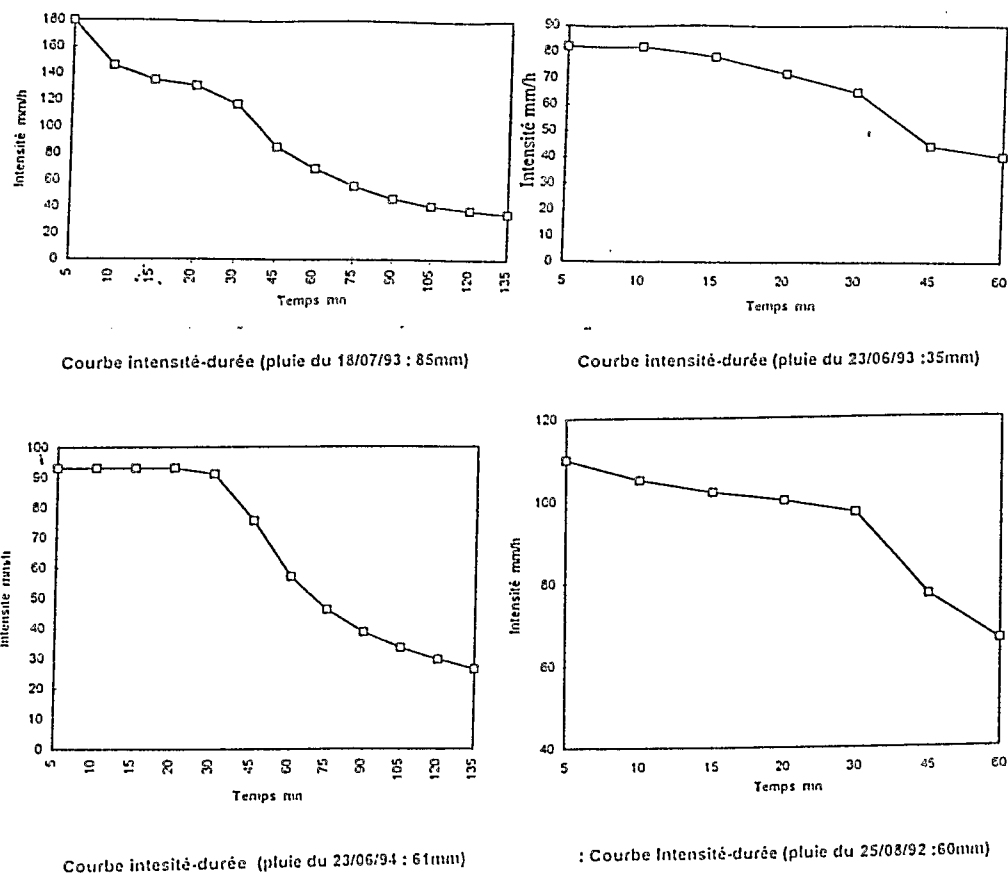 180
160
140
120
100
80
60
40
20
0
Intensité mm/h
5 10 15 20 30 45 60 75 90 105 120 135
Temps mn
Courbe intensité-durée (pluie du 18/07/93 : 85mm)
90
80
70
60
50
40
30
20
10
0
Intensité mm/h
5 10 15 20 30 45 60
Temps mn
Courbe intensité-durée (pluie du 23/06/93 :35mm)
100
90
80
70
60
50
40
30
20
10
0
Intensité mm/h
5 10 15 20 30 45 60 75 90 105 120 135
Temps mn
Courbe intesité-durée (pluie du 23/06/94 : 61mm)
120
100
80
60
40
Intensité mm/h
5 10 15 20 30 45 60
Temps mn
: Courbe Intensité-durée (pluie du 25/08/92 :60mm)